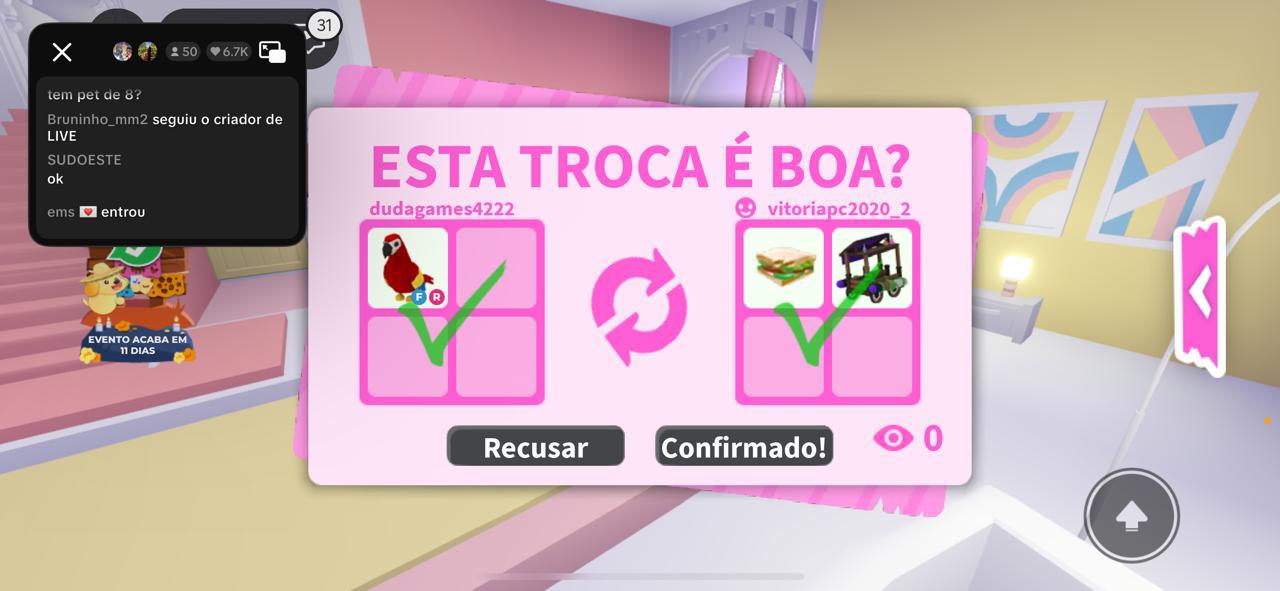 31
50
6.7K
tem pet de 8?
Bruninho_mm2 seguiu o criador de
LIVE
SUDOESTE
ok
ems 💌 entrou
ESTA TROCA É BOA?
dudagames4222
vitoriapc2020_2
F R
EVENTO ACABA EM
11 DIAS
Recusar
Confirmado!
0